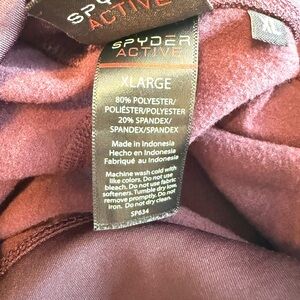 SPYDER
ACTIVE
XL
SPYDER
ACTIVE
XLARGE
80% POLYESTER/
POLIÉSTER/POLYESTER
20% SPANDEX/
SPANDEX/SPANDEX
Made in Indonesia
Hecho en Indonesia
Fabriqué au Indonesia
Machine wash cold with
like colors. Do not use
bleach. Do not use fabric
softeners. Tumble dry low,
remove promptly. Do not
iron. Do not dry clean.
SP634